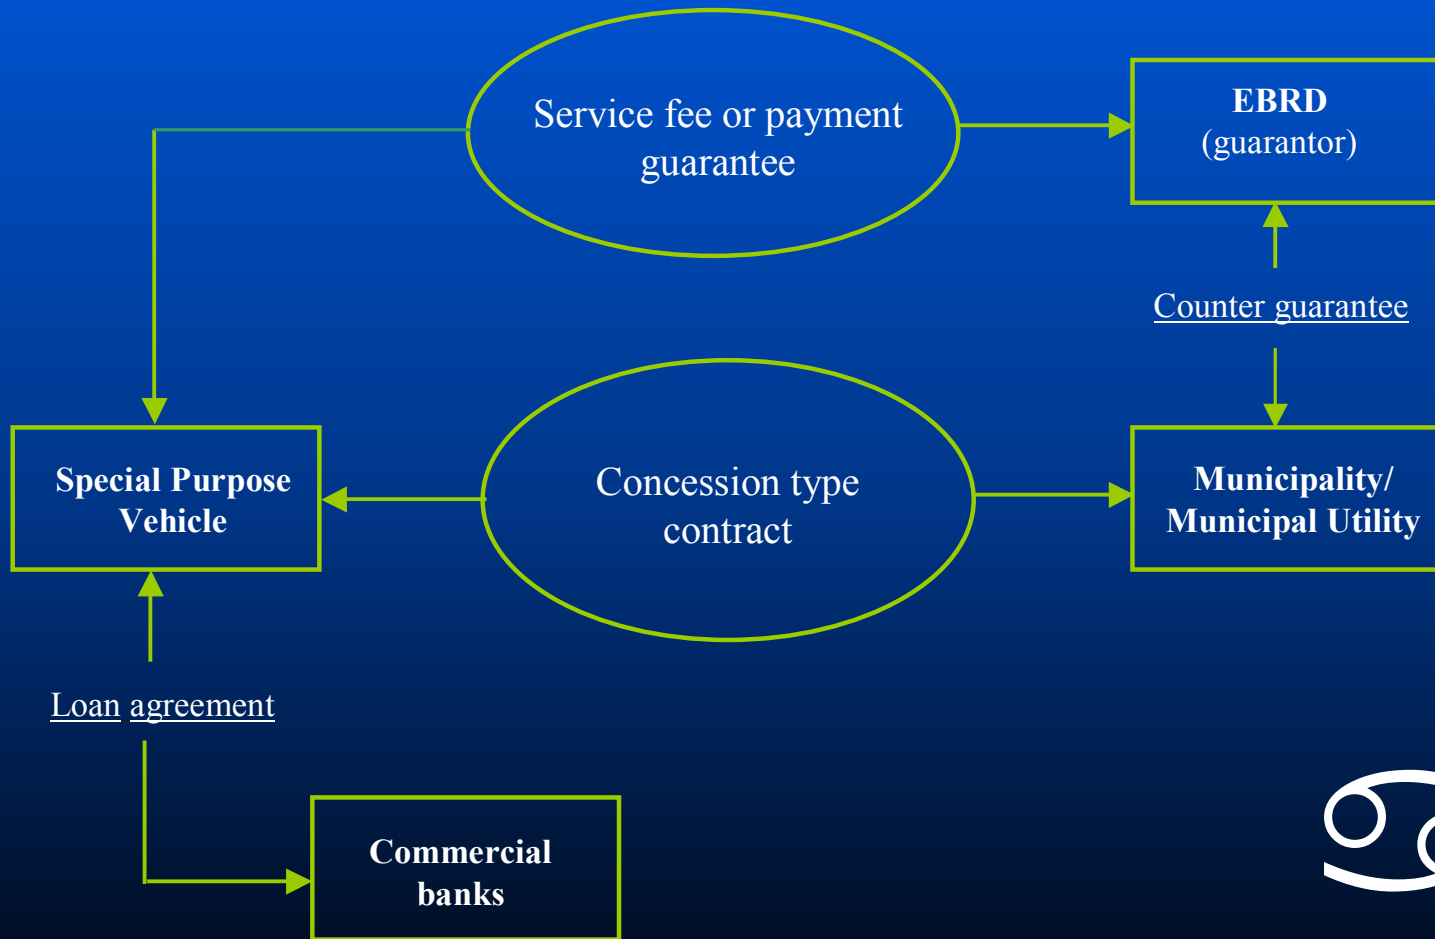 Service fee or payment
guarantee
EBRD
(guarantor)
Counter guarantee
Special Purpose
Vehicle
Concession type
contract
Municipality/
Municipal Utility
Loan agreement
Commercial
banks